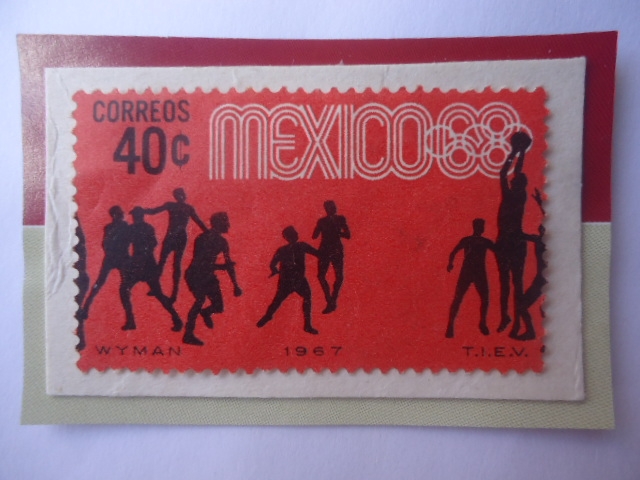 CORREOS
40¢
MEXICO68
WYMAN 1967 T.I.E.V.